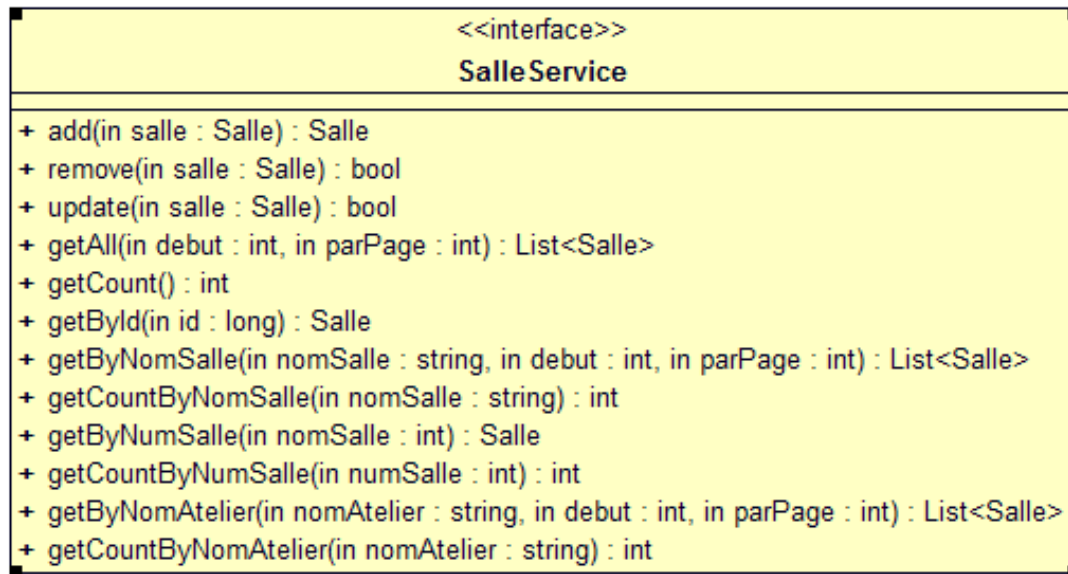 <<interface>>
SalleService
+ add(in salle : Salle) : Salle
+ remove(in salle : Salle) : bool
+ update(in salle : Salle) : bool
+ getAll(in debut : int, in parPage : int) : List<Salle>
+ getCount() : int
+ getById(in id : long) : Salle
+ getByNomSalle(in nomSalle : string, in debut : int, in parPage : int) : List<Salle>
+ getCountByNomSalle(in nomSalle : string) : int
+ getByNumSalle(in nomSalle : int) : Salle
+ getCountByNumSalle(in numSalle : int) : int
+ getByNomAtelier(in nomAtelier : string, in debut : int, in parPage : int) : List<Salle>
+ getCountByNomAtelier(in nomAtelier : string) : int